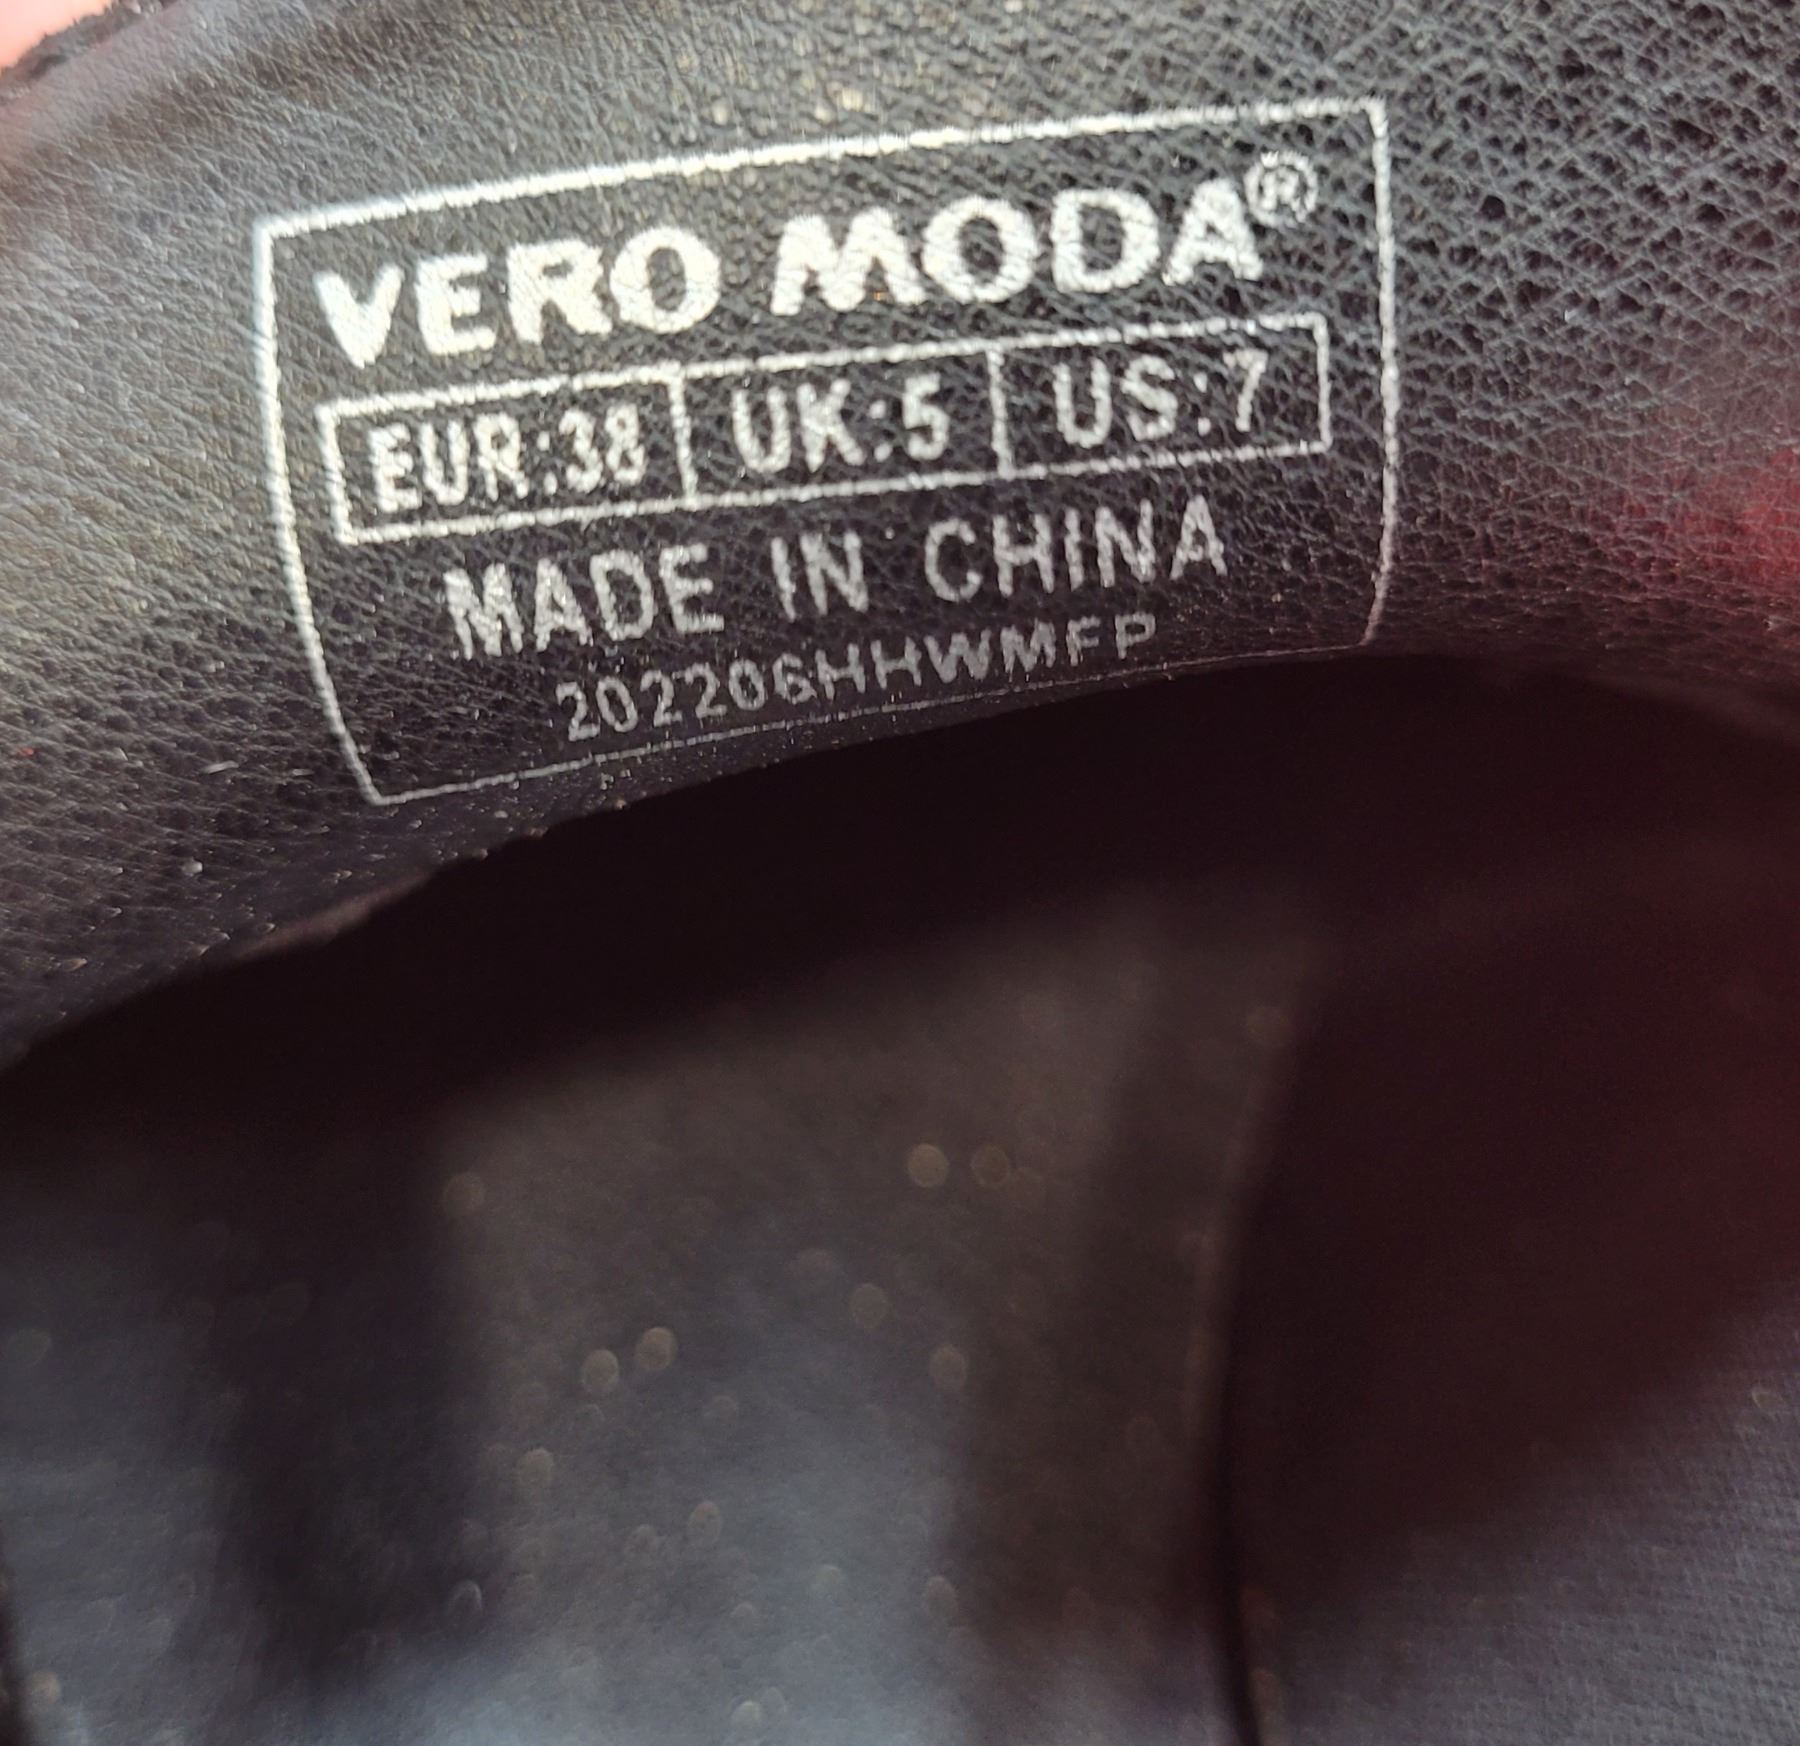 VERO MODA®
EUR:38 UK:5 US:7
MADE IN CHINA
202206HHWMFP